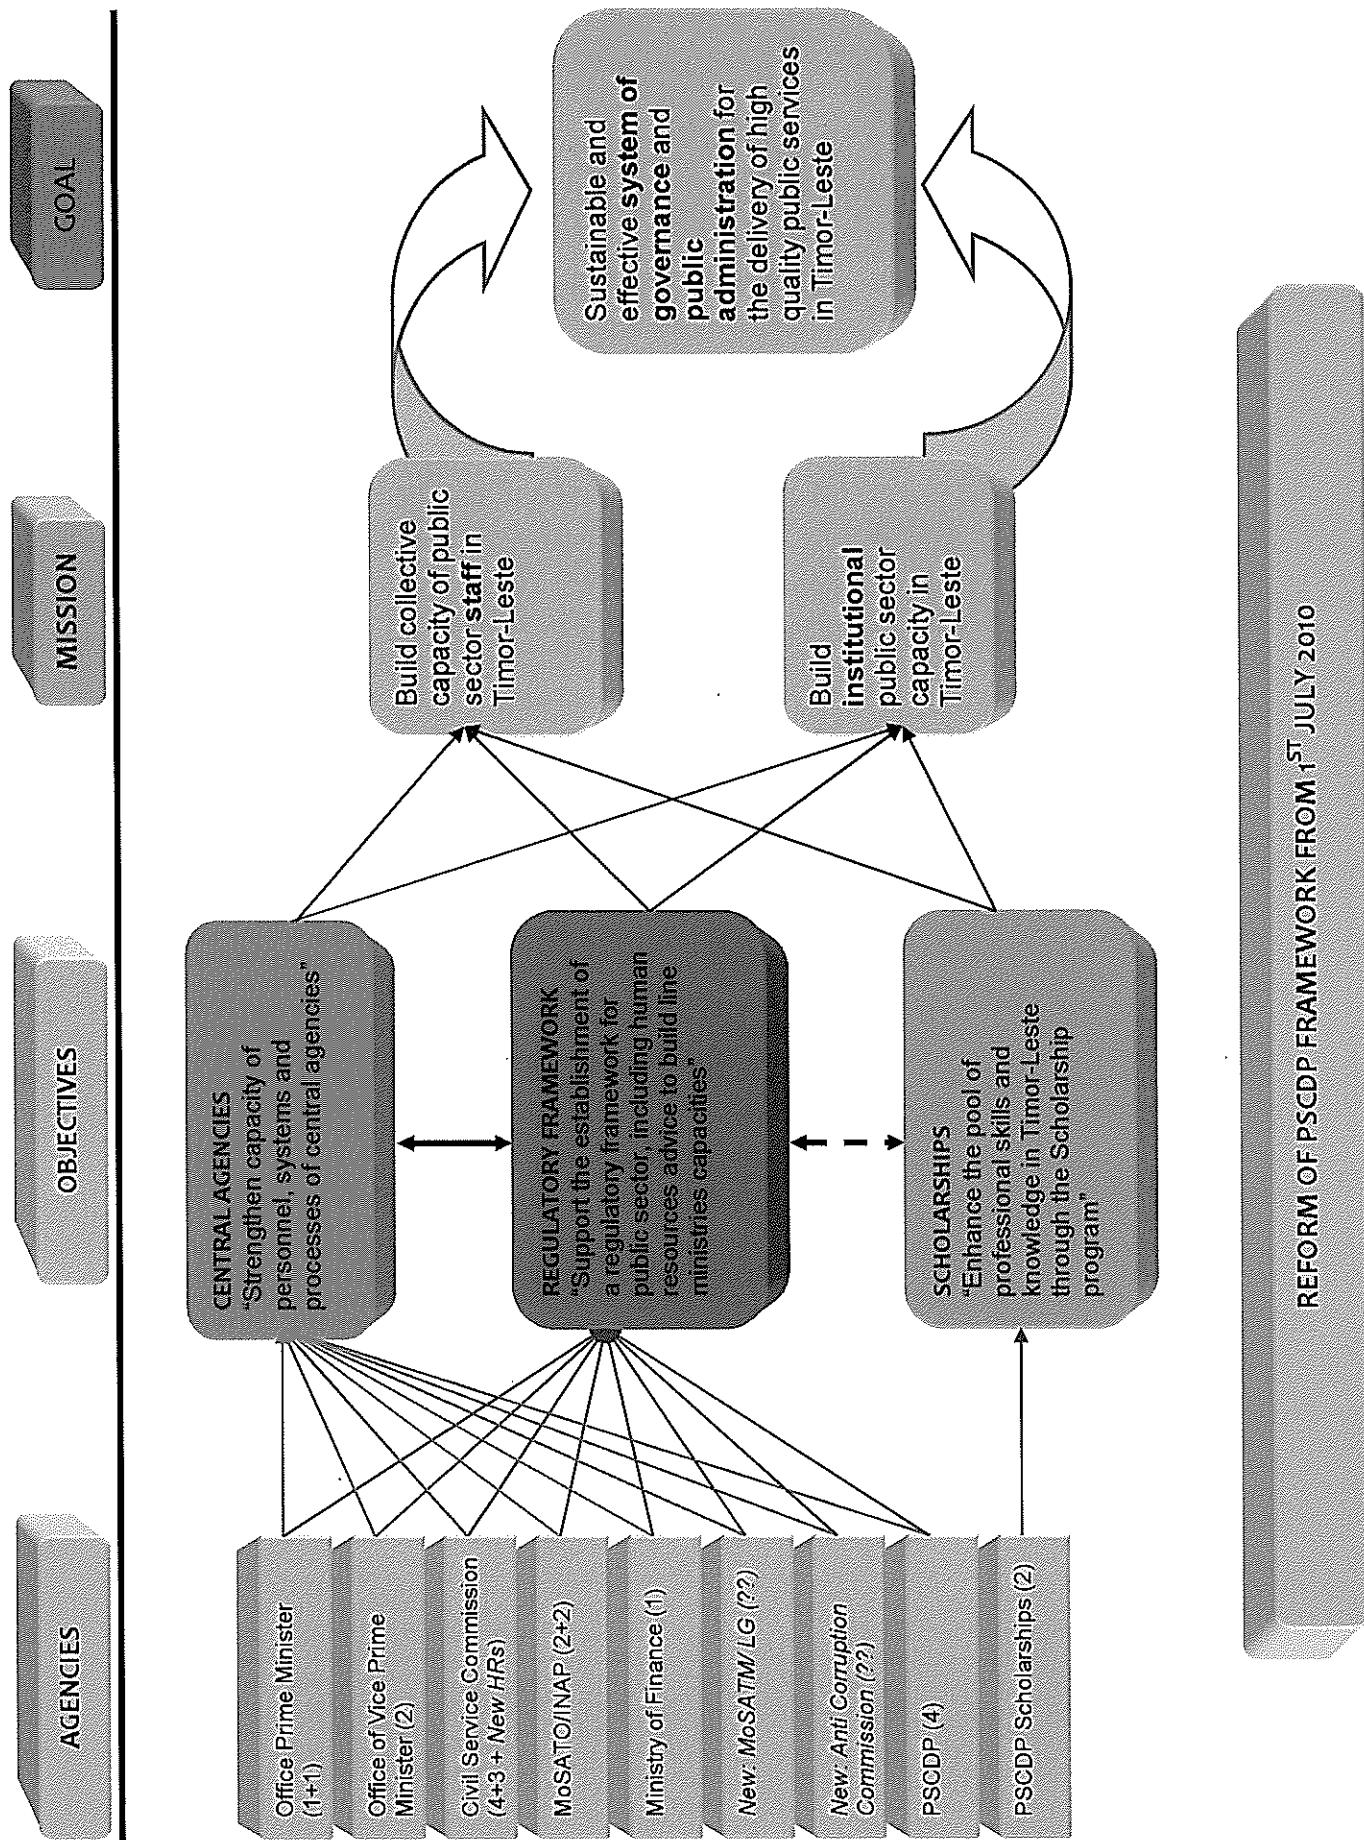 AGENCIES
OBJECTIVES
MISSION
GOAL
Office Prime Minister
(1+1)
Office of Vice Prime
Minister (2)
Civil Service Commission
(4+3 + New HRs)
MoSATO/INAP (2+2)
Ministry of Finance (1)
New: MoSATM/ LG (??)
New: Anti Corruption
Commission (??)
PSCDP (4)
PSCDP Scholarships (2)
CENTRAL AGENCIES
“Strengthen capacity of
personnel, systems and
processes of central agencies”
REGULATORY FRAMEWORK
“Support the establishment of
a regulatory framework for
public sector, including human
resources advice to build line
ministries capacities”
SCHOLARSHIPS
“Enhance the pool of
professional skills and
knowledge in Timor-Leste
through the Scholarship
program”
Build collective
capacity of public
sector staff in
Timor-Leste
Build
institutional
public sector
capacity in
Timor-Leste
Sustainable and
effective system of
governance and
public
administration for
the delivery of high
quality public services
in Timor-Leste
REFORM OF PSCDP FRAMEWORK FROM 1ST JULY 2010